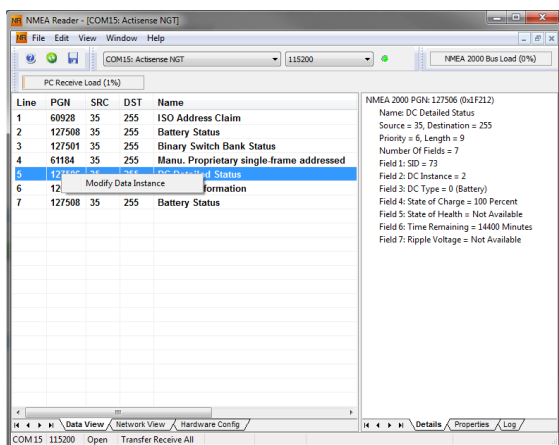 NMEA Reader - [COM15: Actisense NGT]
File Edit View Window Help
COM15: Actisense NGT 115200 NMEA 2000 Bus Load (0%)
PC Receive Load (1%)
Line PGN SRC DST Name
1 60928 35 255 ISO Address Claim
2 127508 35 255 Battery Status
3 127501 35 255 Binary Switch Bank Status
4 61184 35 255 Manu. Proprietary single-frame addressed
5 127506 35 255 DC Detailed Status
Modify Data Instance
6 formation
7 127508 35 255 Battery Status
NMEA 2000 PGN: 127506 (0x1F212)
Name: DC Detailed Status
Source = 35, Destination = 255
Priority = 6, Length = 9
Number Of Fields = 7
Field 1: SID = 73
Field 2: DC Instance = 2
Field 3: DC Type = 0 (Battery)
Field 4: State of Charge = 100 Percent
Field 5: State of Health = Not Available
Field 6: Time Remaining = 14400 Minutes
Field 7: Ripple Voltage = Not Available
Data View Network View Hardware Config
Details Properties Log
COM15 115200 Open Transfer Receive All